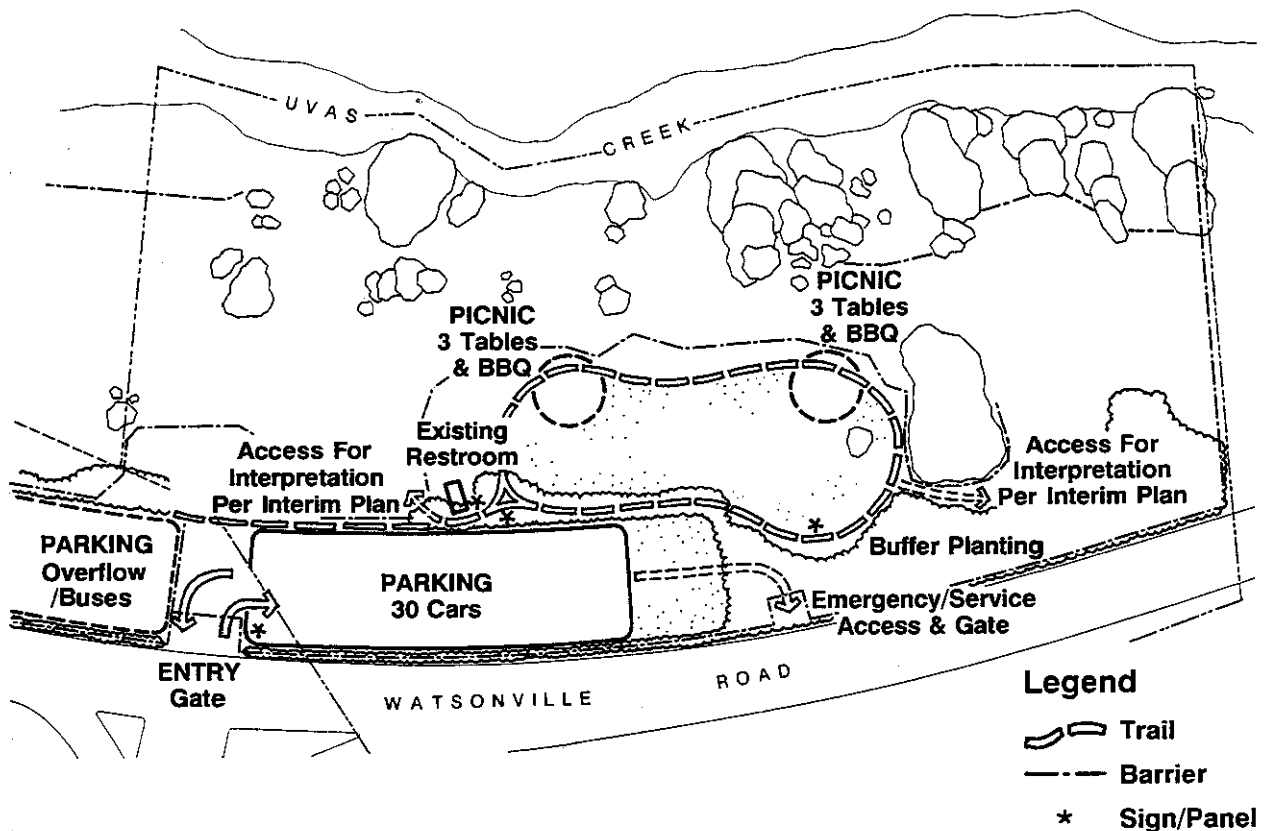 UVAS CREEK
PICNIC
3 Tables
& BBQ
PICNIC
3 Tables
& BBQ
Existing
Restroom
Access For
Interpretation
Per Interim Plan
Access For
Interpretation
Per Interim Plan
PARKING
Overflow
/Buses
PARKING
30 Cars
Buffer Planting
Emergency/Service
Access & Gate
ENTRY
Gate
WATSONVILLE ROAD
Legend
Trail
Barrier
* Sign/Panel